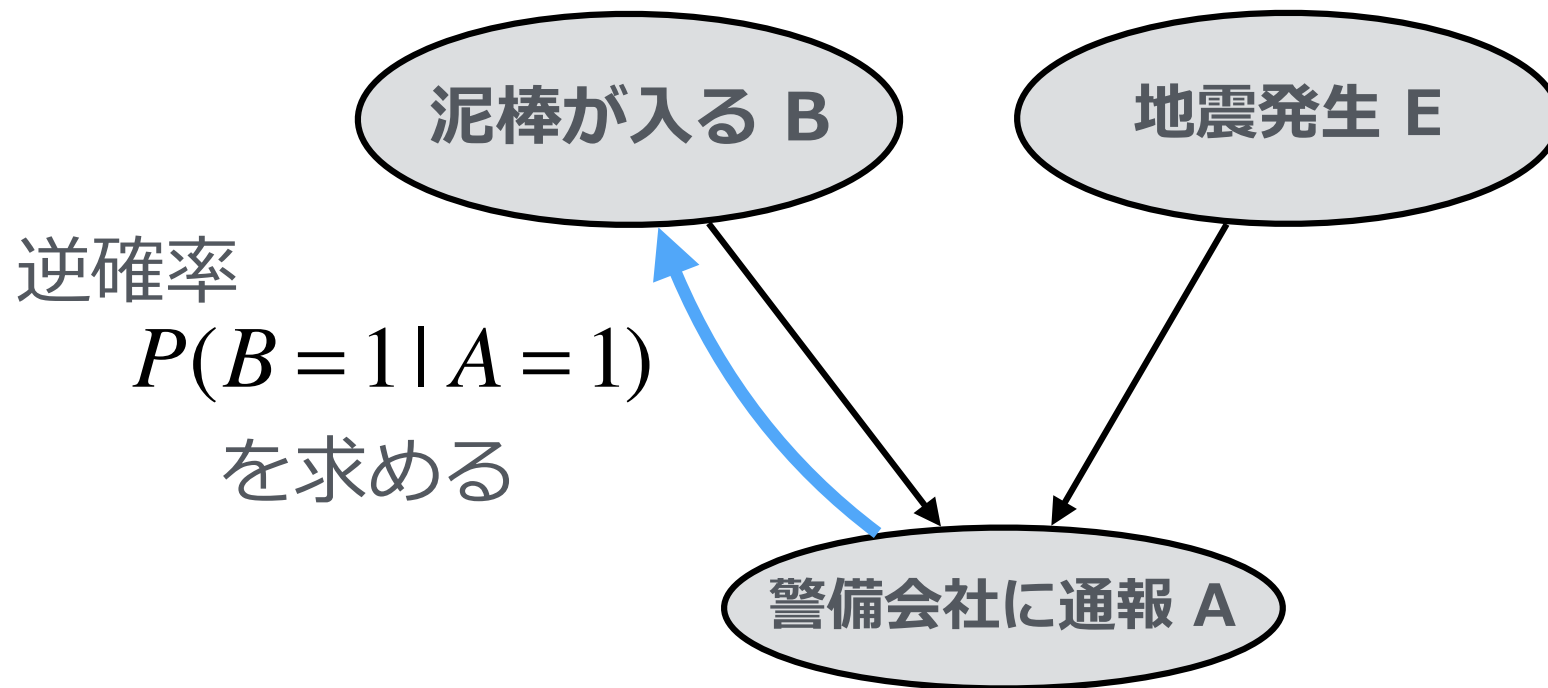 泥棒が入る B
地震発生 E
逆確率
P(B = 1 | A = 1)
を求める
警備会社に通報 A